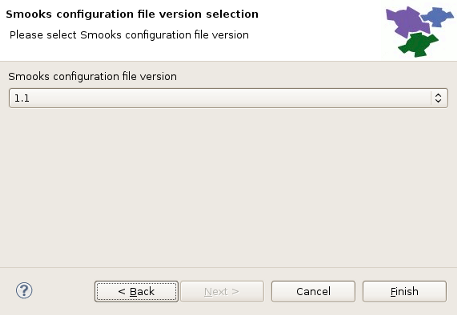 Smooks configuration file version selection
Please select Smooks configuration file version
Smooks configuration file version
1.1
?
< Back
Next >
Cancel
Finish